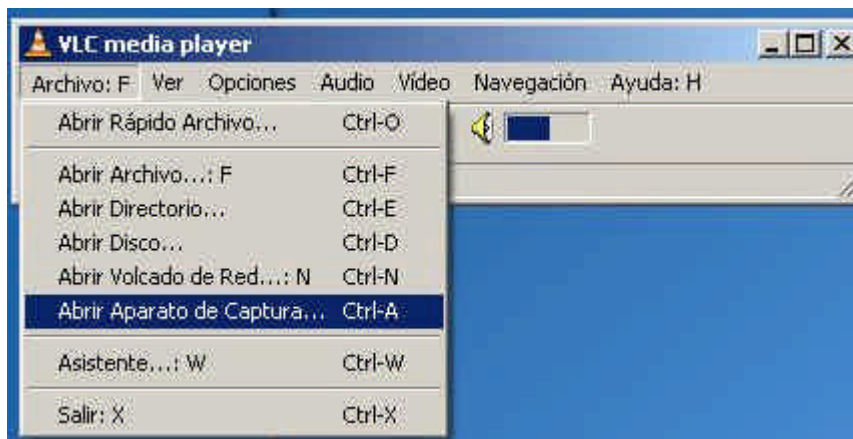 VLC media player
Archivo: F Ver Opciones Audio Vídeo Navegación Ayuda: H
Abrir Rápido Archivo... Ctrl-O
Abrir Archivo...: F Ctrl-F
Abrir Directorio... Ctrl-E
Abrir Disco... Ctrl-D
Abrir Volcado de Red...: N Ctrl-N
Abrir Aparato de Captura... Ctrl-A
Asistente...: W Ctrl-W
Salir: X Ctrl-X